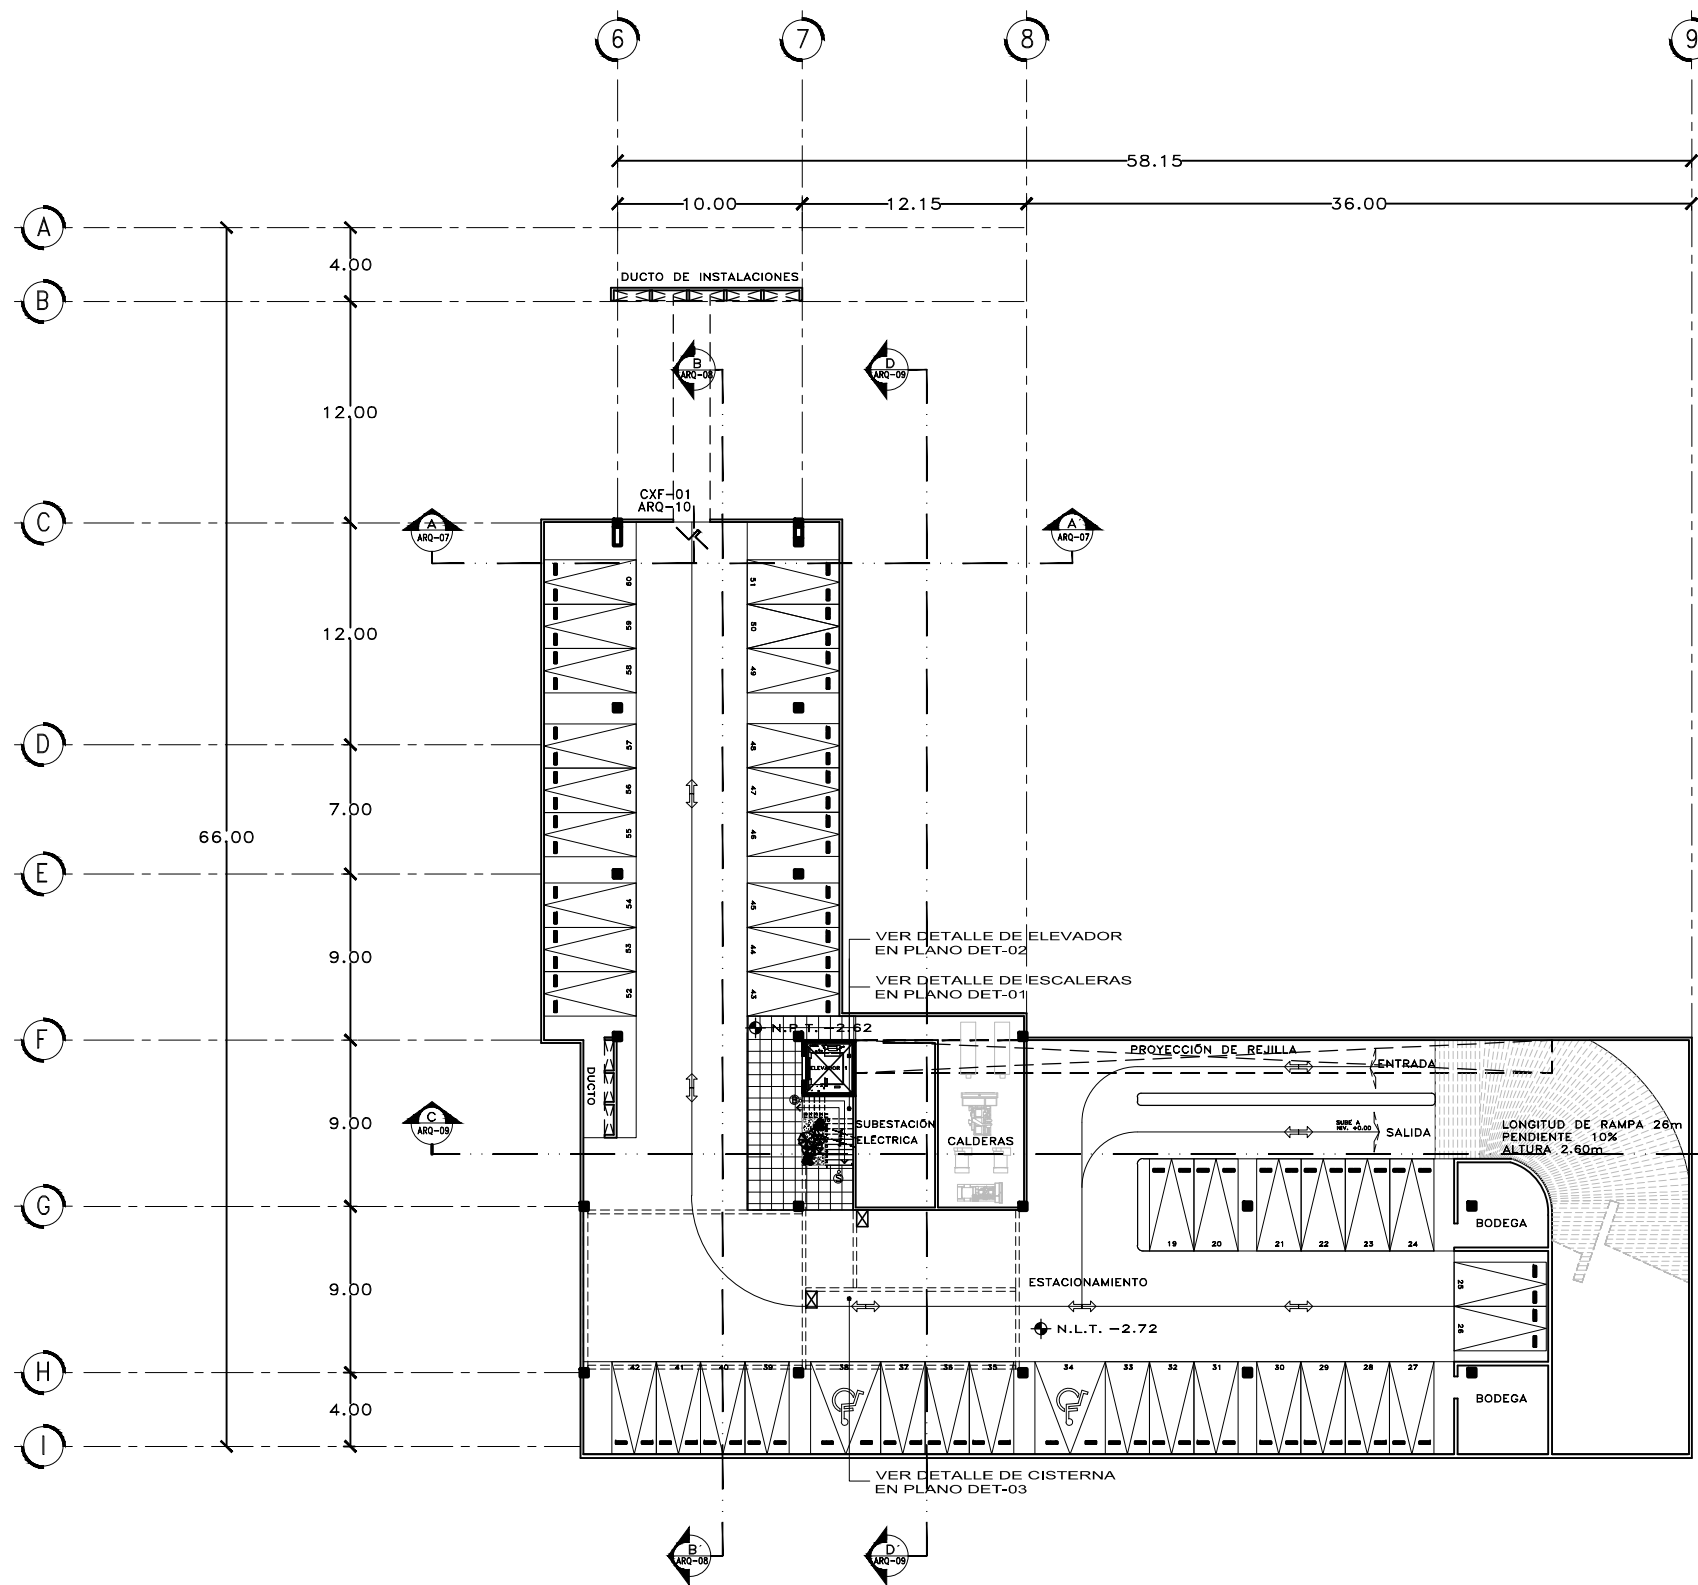 6
7
8
9
58.15
10.00
12.15
36.00
A
4.00
DUCTO DE INSTALACIONES
B
B
ARQ-08
D
ARQ-09
12.00
CXF-01
ARQ-10
C
A
ARQ-07
A´
ARQ-07
60
51
59
50
12.00
58
49
D
57
48
56
47
7.00
66.00
55
46
E
54
45
VER DETALLE DE ELEVADOR
EN PLANO DET-02
53
44
9.00
VER DETALLE DE ESCALERAS
EN PLANO DET-01
52
43
N.P.T. -2.62
F
PROYECCIÓN DE REJILLA
ENTRADA
ELEVADOR 1
DUCTO
B
C
ARQ-09
9.00
SUBESTACIÓN
ELÉCTRICA
CALDERAS
SUBE A
NIV. +0.00
SALIDA
LONGITUD DE RAMPA 26m
PENDIENTE 10%
ALTURA 2.60m
S
G
BODEGA
19
20
21
22
23
24
ESTACIONAMIENTO
25
9.00
N.L.T. -2.72
26
H
42
41
40
39
38
37
36
35
34
33
32
31
30
29
28
27
BODEGA
4.00
I
VER DETALLE DE CISTERNA
EN PLANO DET-03
B´
ARQ-08
D´
ARQ-09